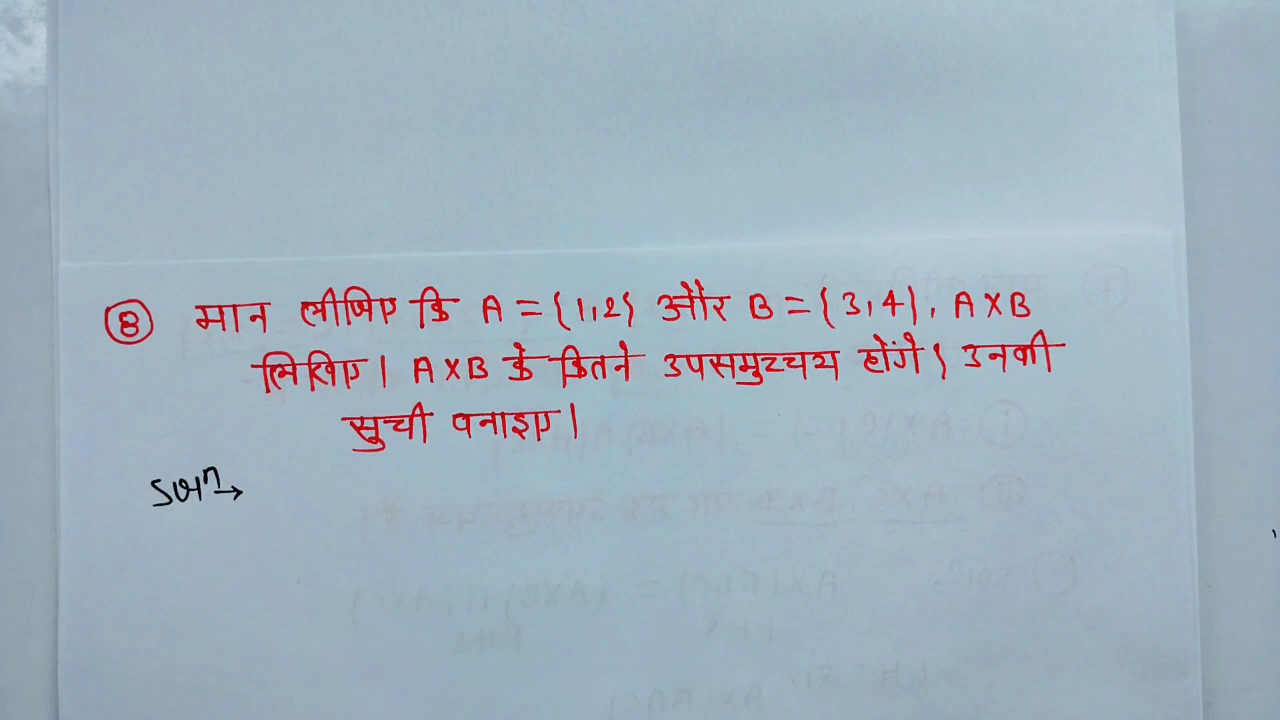 8 मान लीजिए कि A = {1,2} और B = {3,4}, A×B
लिखिए। A×B के कितने उपसमुच्चय होंगे } उनकी
सुची बनाइए।
Solⁿ→